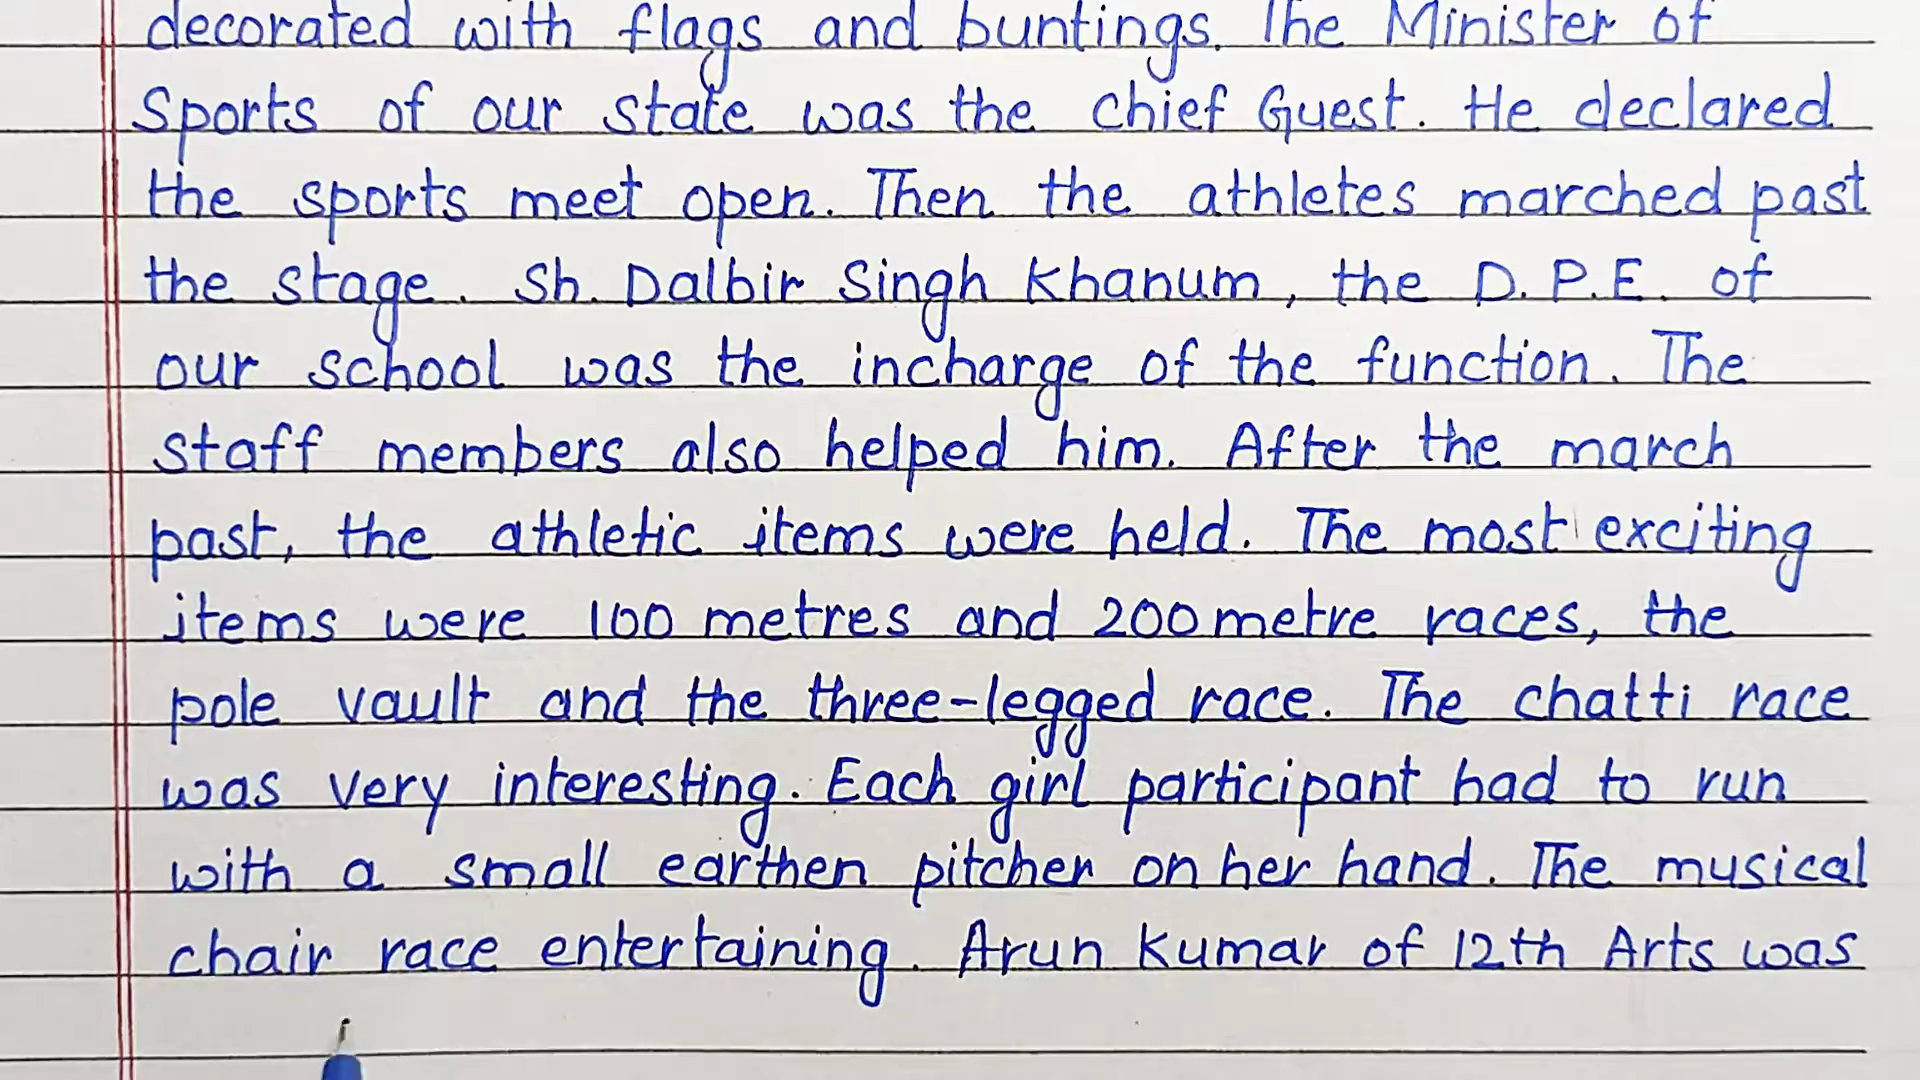 decorated with flags and buntings. The Minister of
Sports of our state was the chief Guest. He declared
the sports meet open. Then the athletes marched past
the stage. Sh. Dalbir Singh Khanum, the D.P.E. of
our school was the incharge of the function. The
staff members also helped him. After the march
past, the athletic items were held. The most exciting
items were 100 metres and 200 metre races, the
pole vault and the three-legged race. The chatti race
was very interesting. Each girl participant had to run
with a small earthen pitcher on her hand. The musical
chair race entertaining. Arun Kumar of 12th Arts was